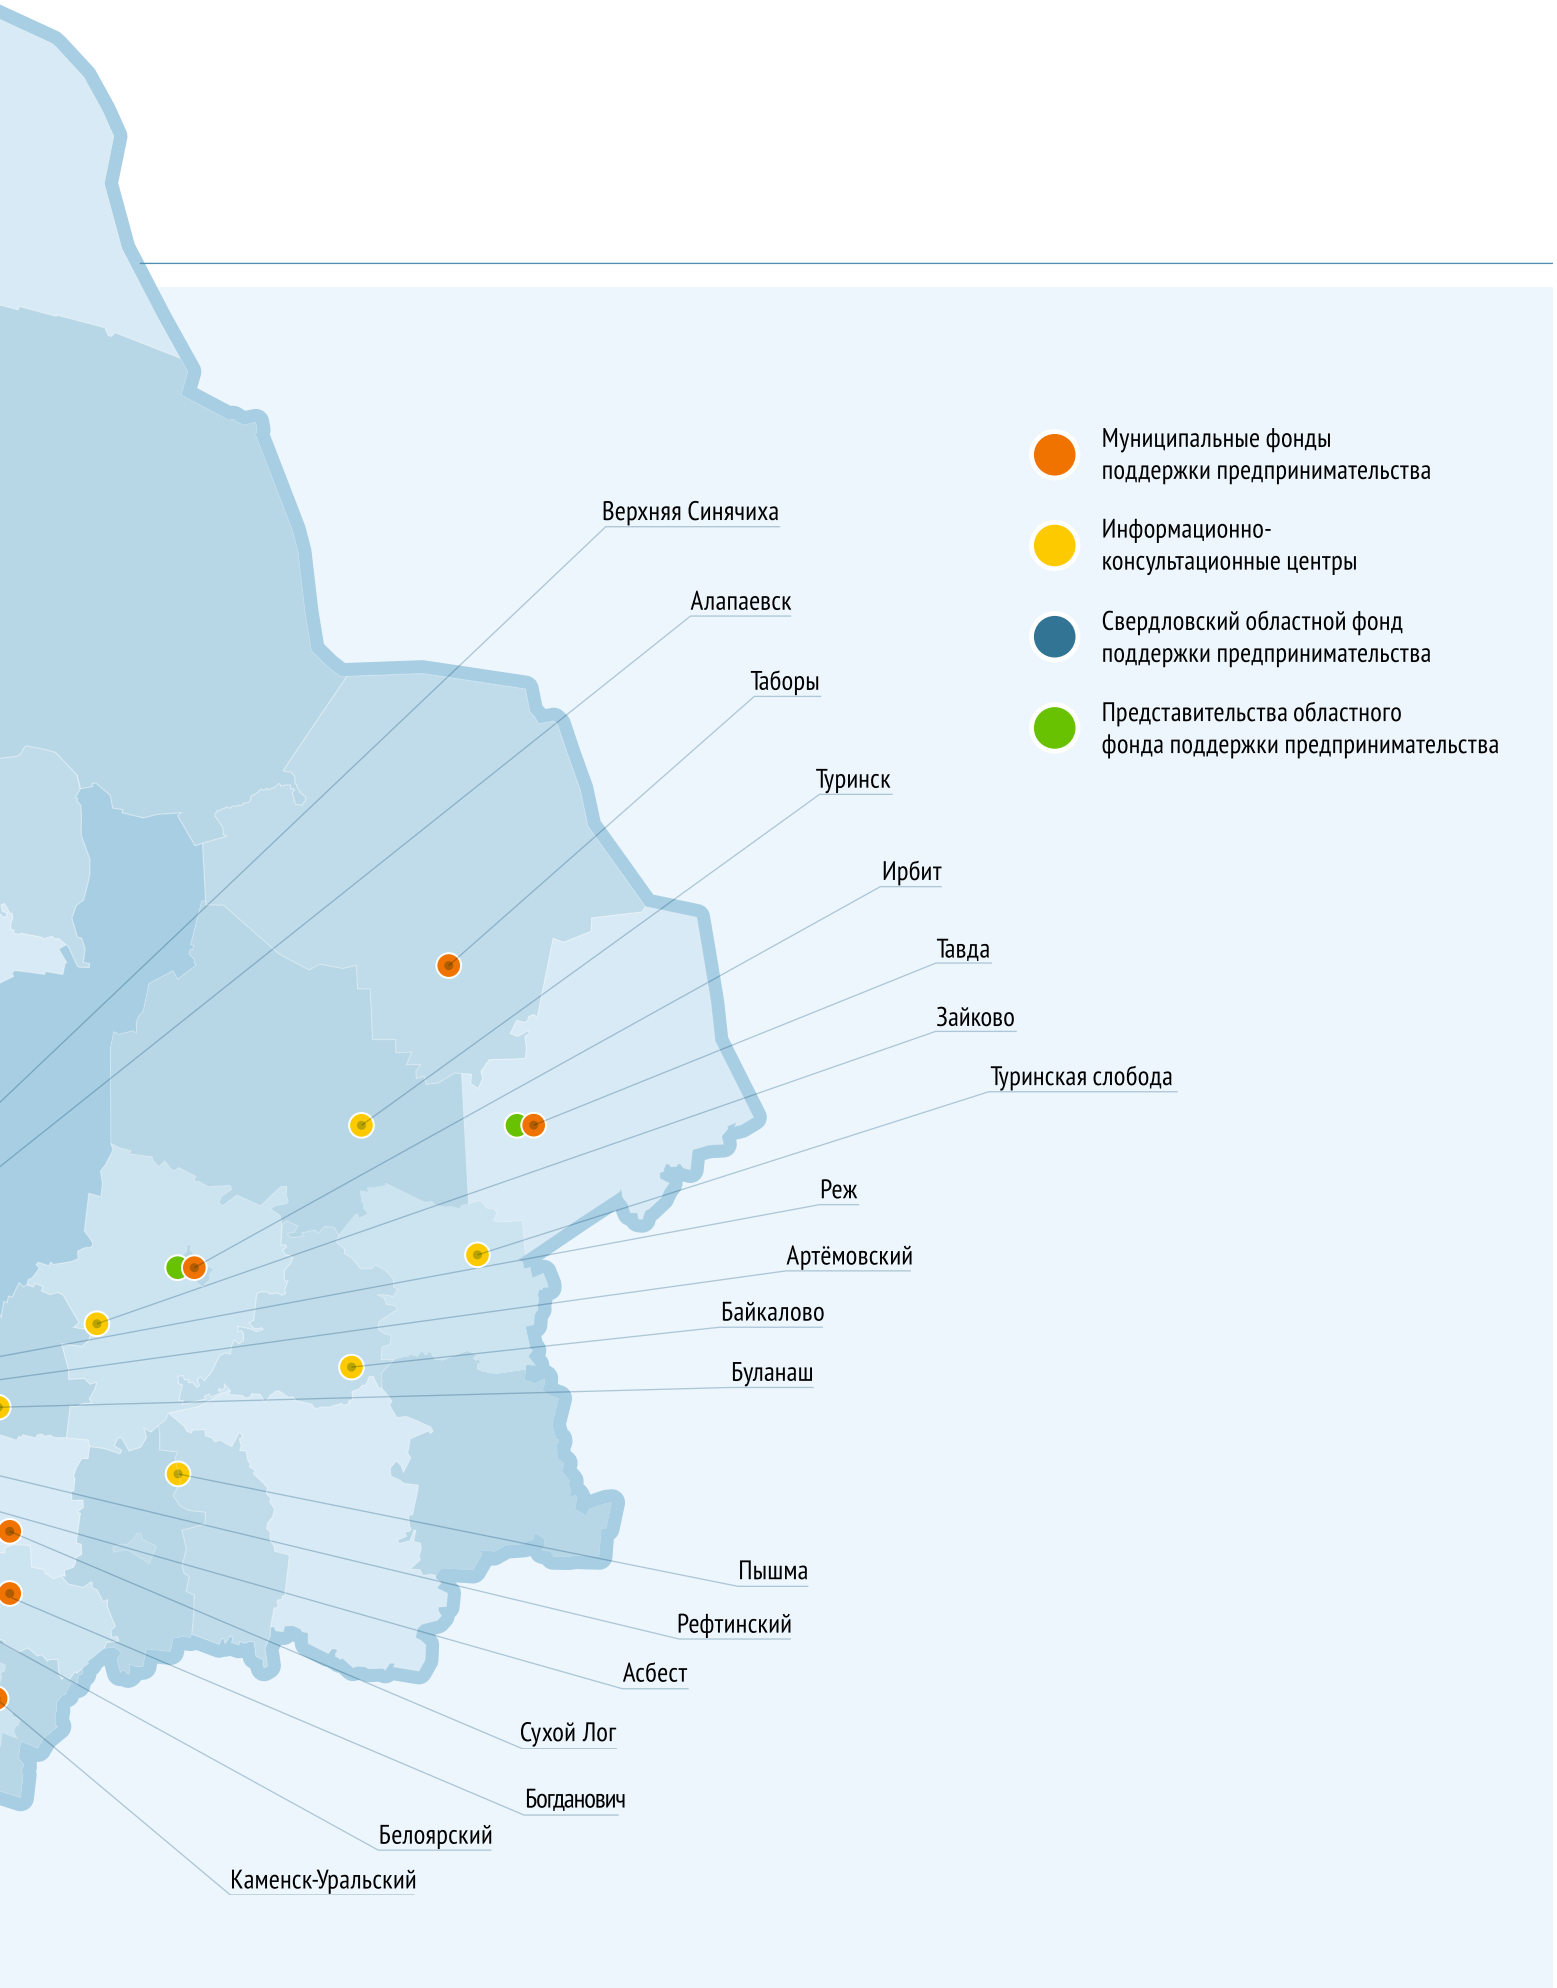 Муниципальные фонды
поддержки предпринимательства
Информационно-
консультационные центры
Свердловский областной фонд
поддержки предпринимательства
Представительства областного
фонда поддержки предпринимательства
Верхняя Синячиха
Алапаевск
Таборы
Туринск
Ирбит
Тавда
Зайково
Туринская слобода
Реж
Артёмовский
Байкалово
Буланаш
Пышма
Рефтинский
Асбест
Сухой Лог
Богданович
Белоярский
Каменск-Уральский